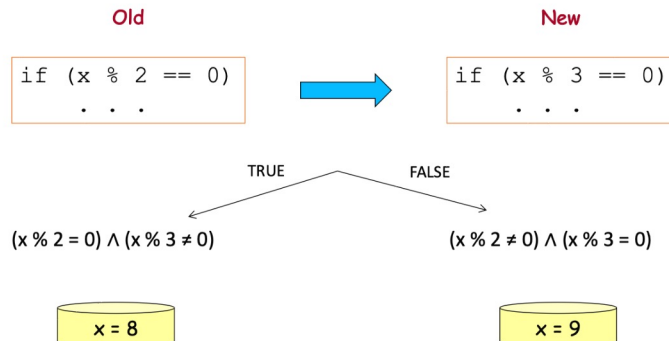 Old
New
if (x % 2 == 0)
. . .
if (x % 3 == 0)
. . .
TRUE
FALSE
(x % 2 = 0) ∧ (x % 3 ≠ 0)
(x % 2 ≠ 0) ∧ (x % 3 = 0)
x = 8
x = 9